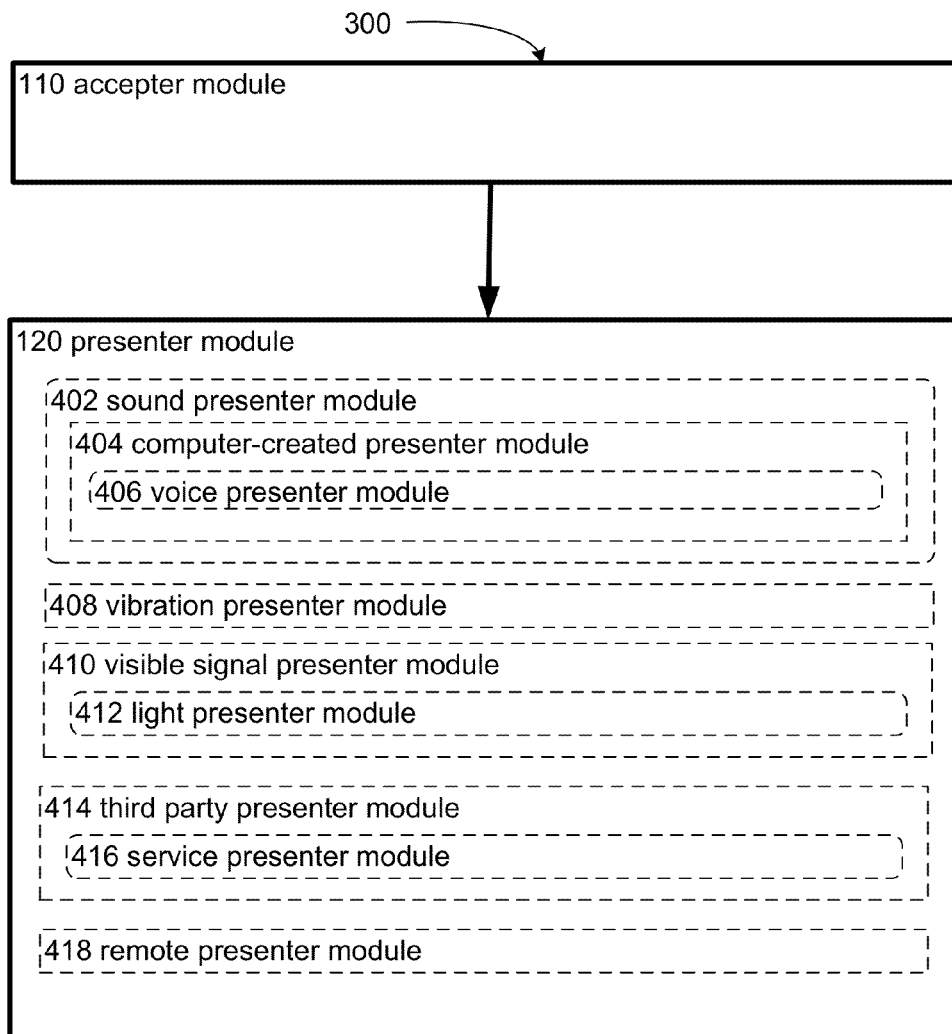 300
110 accepter module
120 presenter module
402 sound presenter module
404 computer-created presenter module
406 voice presenter module
408 vibration presenter module
410 visible signal presenter module
412 light presenter module
414 third party presenter module
416 service presenter module
418 remote presenter module